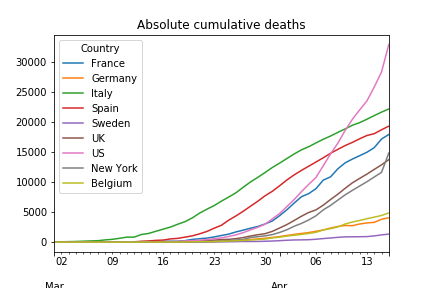 Absolute cumulative deaths
Country
France
Germany
Italy
Spain
Sweden
UK
US
New York
Belgium
30000
25000
20000
15000
10000
5000
0
02 09 16 23 30 06 13
Mar Apr